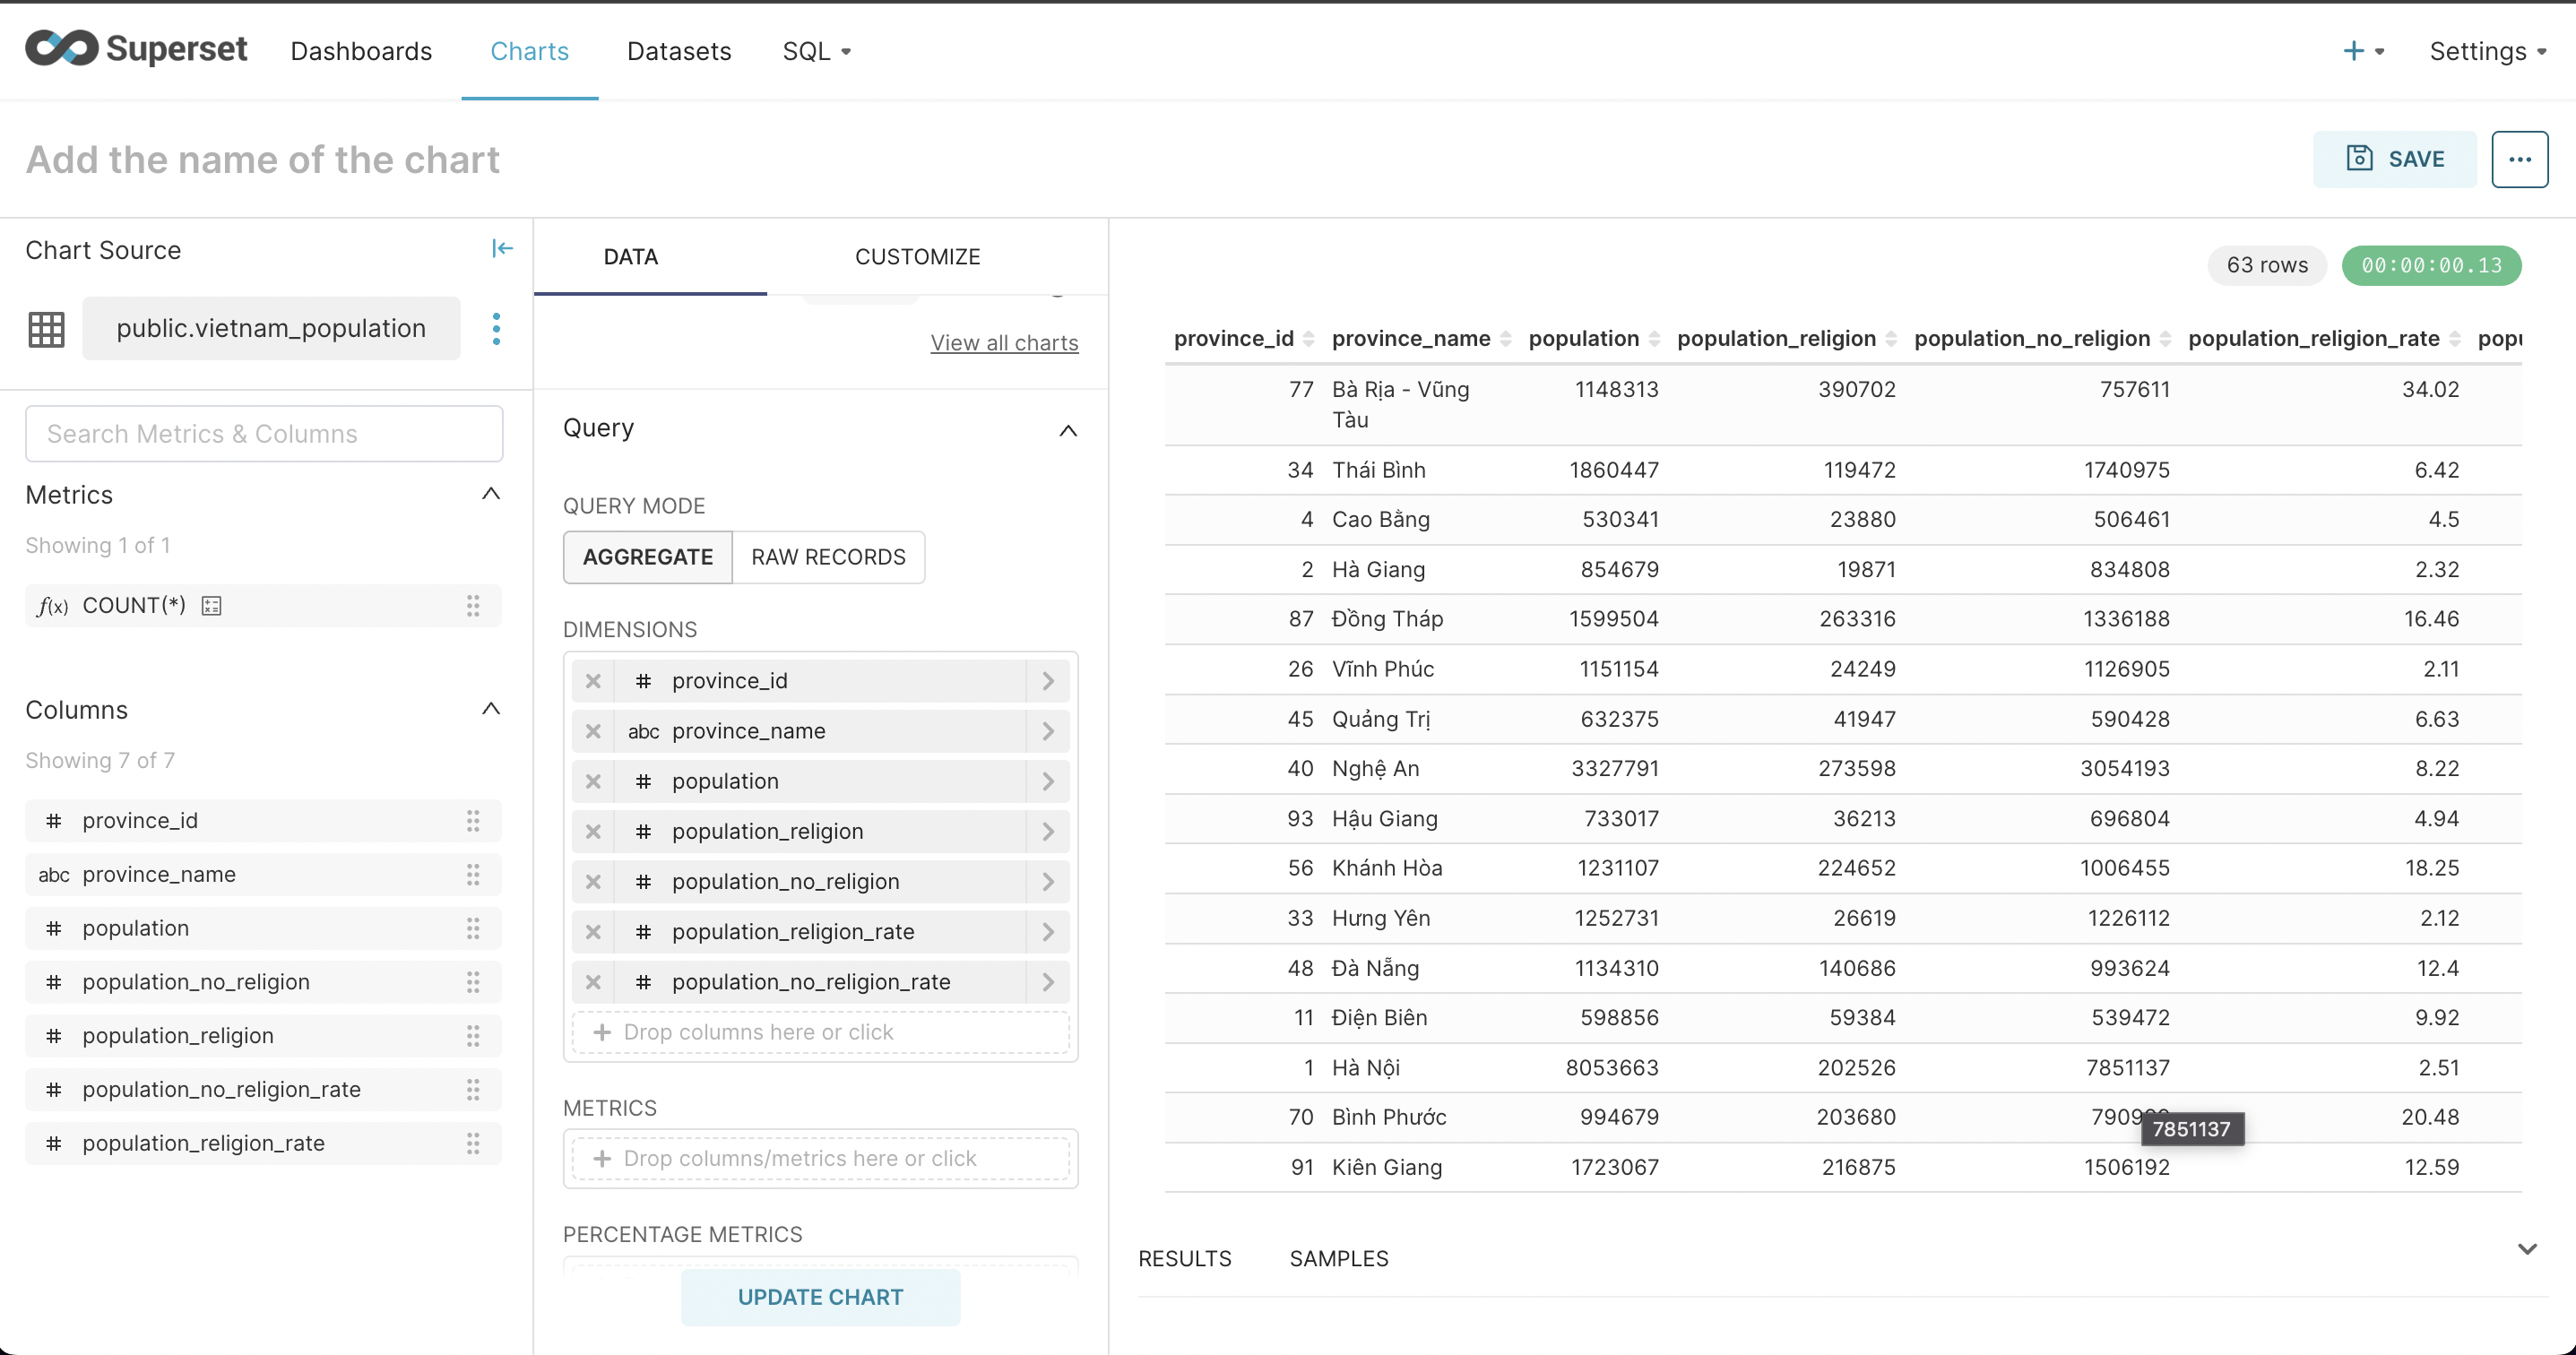 Superset Dashboards Charts Datasets SQL + Settings
Add the name of the chart
SAVE
Chart Source
public.vietnam_population
Search Metrics & Columns
Metrics
Showing 1 of 1
f(x) COUNT(*)
Columns
Showing 7 of 7
# province_id
abc province_name
# population
# population_no_religion
# population_religion
# population_no_religion_rate
# population_religion_rate
DATA CUSTOMIZE
View all charts
Query
QUERY MODE
AGGREGATE RAW RECORDS
DIMENSIONS
# province_id
abc province_name
# population
# population_religion
# population_no_religion
# population_religion_rate
# population_no_religion_rate
+ Drop columns here or click
METRICS
+ Drop columns/metrics here or click
PERCENTAGE METRICS
UPDATE CHART
63 rows 00:00:00.13
province_id province_name population population_religion population_no_religion population_religion_rate
77 Bà Rịa - Vũng 1148313 390702 757611 34.02
Tàu
34 Thái Bình 1860447 119472 1740975 6.42
4 Cao Bằng 530341 23880 506461 4.5
2 Hà Giang 854679 19871 834808 2.32
87 Đồng Tháp 1599504 263316 1336188 16.46
26 Vĩnh Phúc 1151154 24249 1126905 2.11
45 Quảng Trị 632375 41947 590428 6.63
40 Nghệ An 3327791 273598 3054193 8.22
93 Hậu Giang 733017 36213 696804 4.94
56 Khánh Hòa 1231107 224652 1006455 18.25
33 Hưng Yên 1252731 26619 1226112 2.12
48 Đà Nẵng 1134310 140686 993624 12.4
11 Điện Biên 598856 59384 539472 9.92
1 Hà Nội 8053663 202526 7851137 2.51
70 Bình Phước 994679 203680 20.48
7851137
91 Kiên Giang 1723067 216875 1506192 12.59
RESULTS SAMPLES